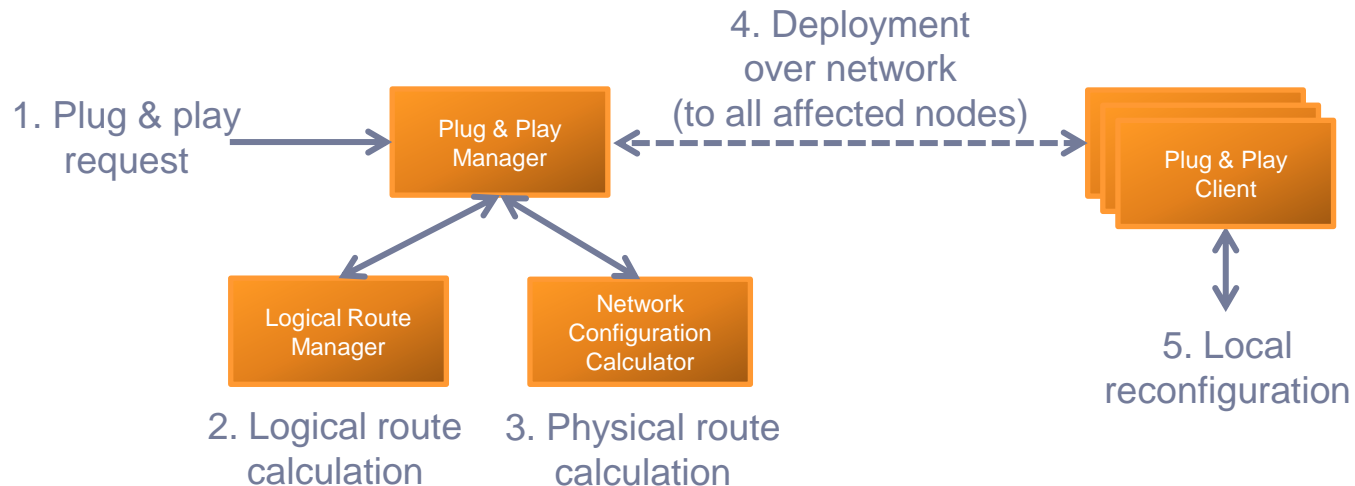 1. Plug & play
request
Plug & Play
Manager
4. Deployment
over network
(to all affected nodes)
Plug & Play
Client
Logical Route
Manager
Network
Configuration
Calculator
2. Logical route
calculation
3. Physical route
calculation
5. Local
reconfiguration